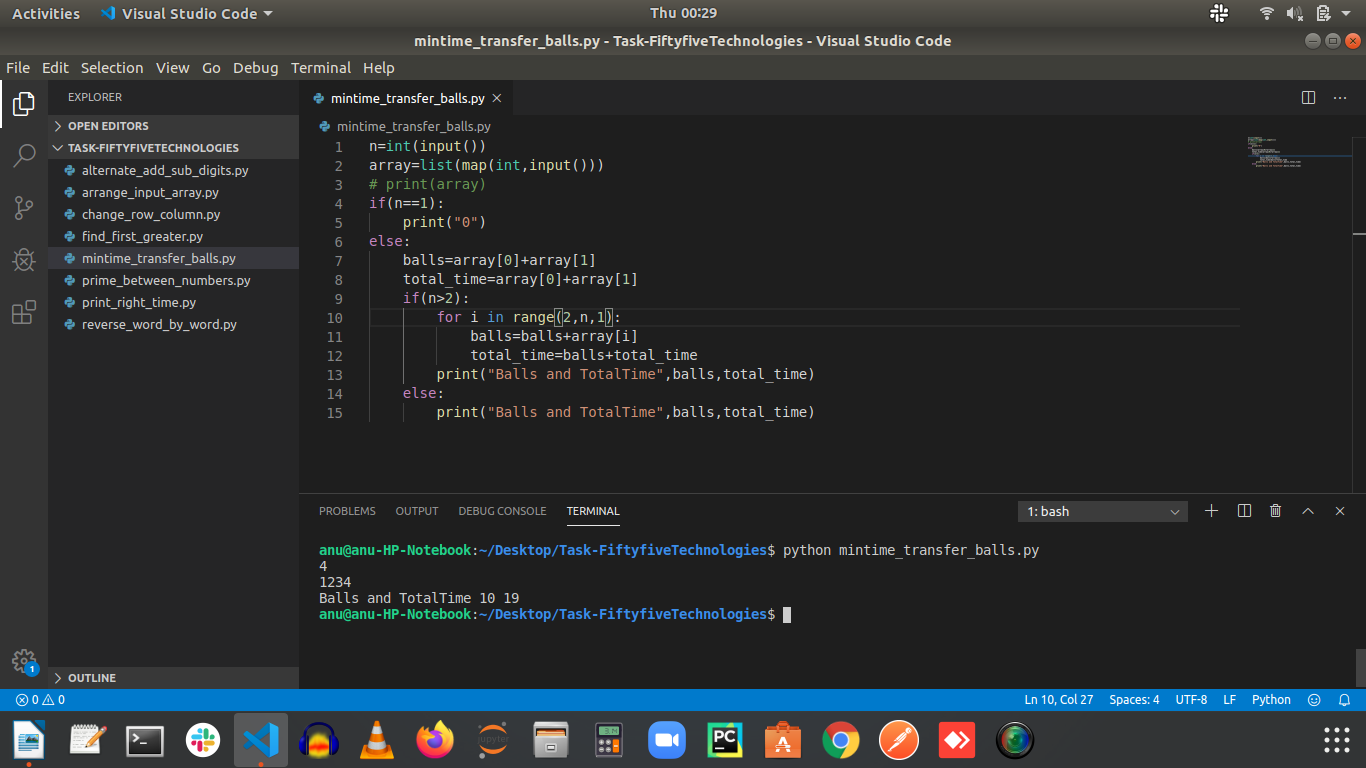 Activities Visual Studio Code Thu 00:29
mintime_transfer_balls.py - Task-FiftyfiveTechnologies - Visual Studio Code
File Edit Selection View Go Debug Terminal Help
EXPLORER
OPEN EDITORS
TASK-FIFTYFIVETECHNOLOGIES
alternate_add_sub_digits.py
arrange_input_array.py
change_row_column.py
find_first_greater.py
mintime_transfer_balls.py
prime_between_numbers.py
print_right_time.py
reverse_word_by_word.py
OUTLINE
mintime_transfer_balls.py
mintime_transfer_balls.py
1 n=int(input())
2 array=list(map(int,input()))
3 # print(array)
4 if(n==1):
5     print("0")
6 else:
7     balls=array[0]+array[1]
8     total_time=array[0]+array[1]
9     if(n>2):
10         for i in range(2,n,1):
11             balls=balls+array[i]
12             total_time=balls+total_time
13         print("Balls and TotalTime",balls,total_time)
14     else:
15         print("Balls and TotalTime",balls,total_time)
PROBLEMS OUTPUT DEBUG CONSOLE TERMINAL 1: bash
anu@anu-HP-Notebook:~/Desktop/Task-FiftyfiveTechnologies$ python mintime_transfer_balls.py
4
1234
Balls and TotalTime 10 19
anu@anu-HP-Notebook:~/Desktop/Task-FiftyfiveTechnologies$
1
0 0 Ln 10, Col 27 Spaces: 4 UTF-8 LF Python
PC